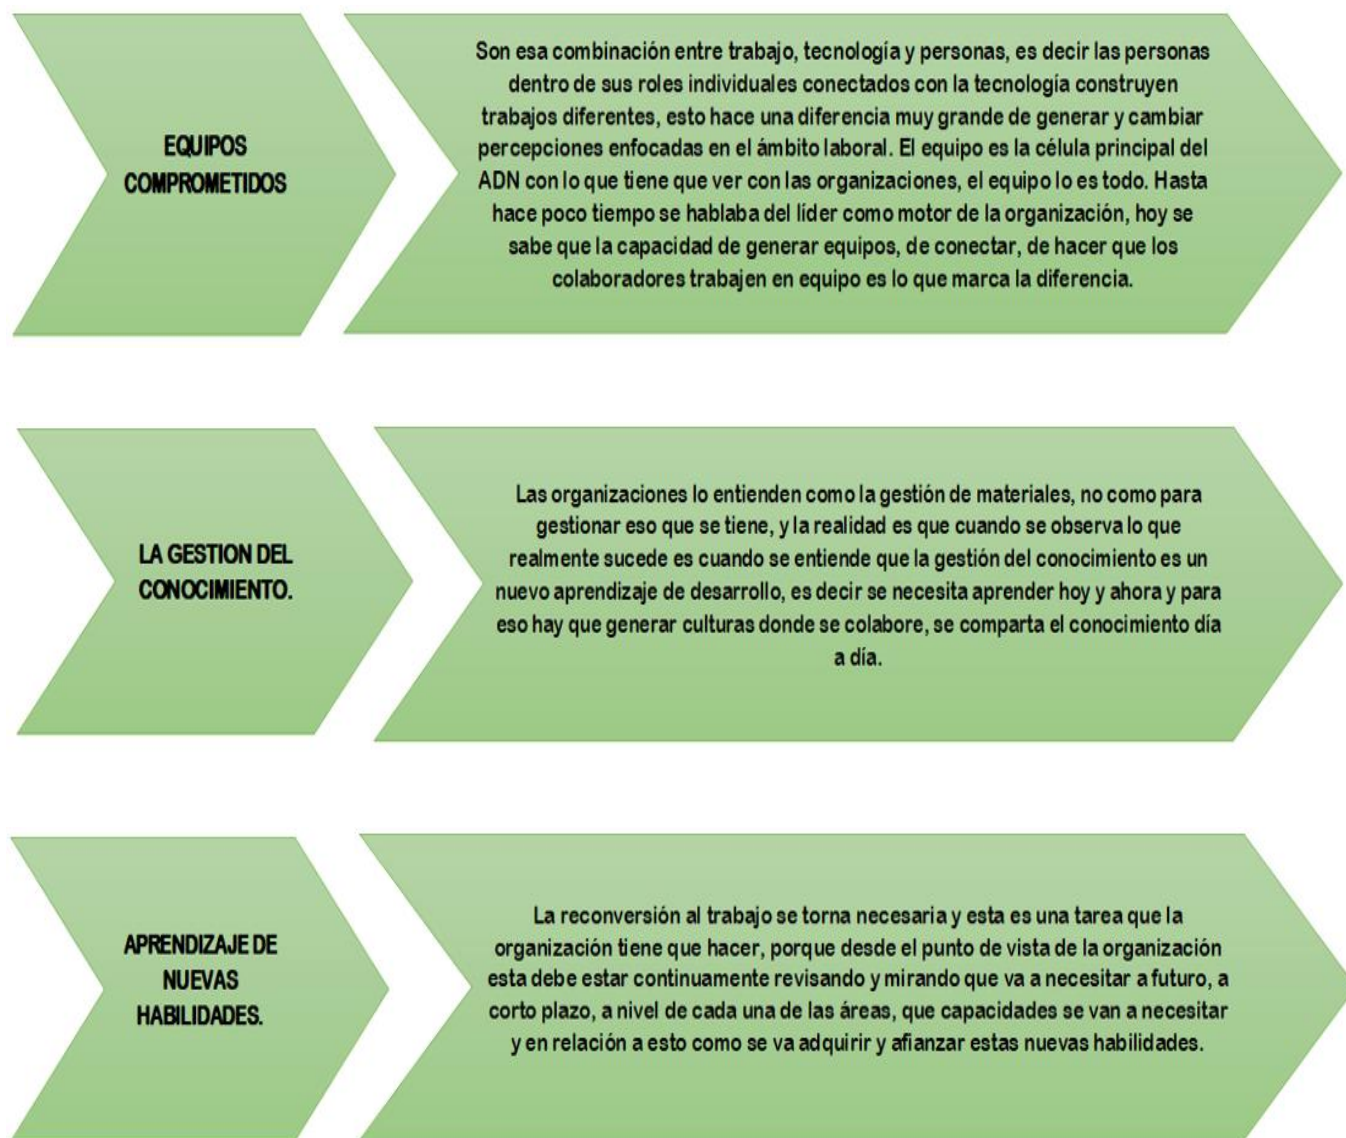 EQUIPOS
COMPROMETIDOS
Son esa combinación entre trabajo, tecnología y personas, es decir las personas
dentro de sus roles individuales conectados con la tecnología construyen
trabajos diferentes, esto hace una diferencia muy grande de generar y cambiar
percepciones enfocadas en el ámbito laboral. El equipo es la célula principal del
ADN con lo que tiene que ver con las organizaciones, el equipo lo es todo. Hasta
hace poco tiempo se hablaba del líder como motor de la organización, hoy se
sabe que la capacidad de generar equipos, de conectar, de hacer que los
colaboradores trabajen en equipo es lo que marca la diferencia.
LA GESTION DEL
CONOCIMIENTO.
Las organizaciones lo entienden como la gestión de materiales, no como para
gestionar eso que se tiene, y la realidad es que cuando se observa lo que
realmente sucede es cuando se entiende que la gestión del conocimiento es un
nuevo aprendizaje de desarrollo, es decir se necesita aprender hoy y ahora y para
eso hay que generar culturas donde se colabore, se comparta el conocimiento día
a día.
APRENDIZAJE DE
NUEVAS
HABILIDADES.
La reconversión al trabajo se torna necesaria y esta es una tarea que la
organización tiene que hacer, porque desde el punto de vista de la organización
esta debe estar continuamente revisando y mirando que va a necesitar a futuro, a
corto plazo, a nivel de cada una de las áreas, que capacidades se van a necesitar
y en relación a esto como se va adquirir y afianzar estas nuevas habilidades.